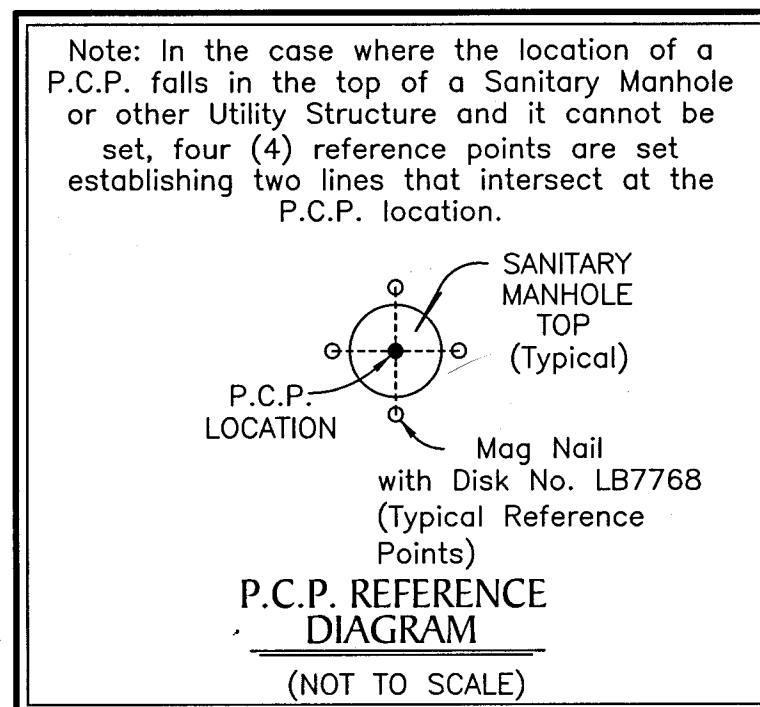 Note: In the case where the location of a
P.C.P. falls in the top of a Sanitary Manhole
or other Utility Structure and it cannot be
set, four (4) reference points are set
establishing two lines that intersect at the
P.C.P. location.
SANITARY
MANHOLE
TOP
(Typical)
P.C.P.
LOCATION
Mag Nail
with Disk No. LB7768
(Typical Reference
Points)
P.C.P. REFERENCE
DIAGRAM
(NOT TO SCALE)